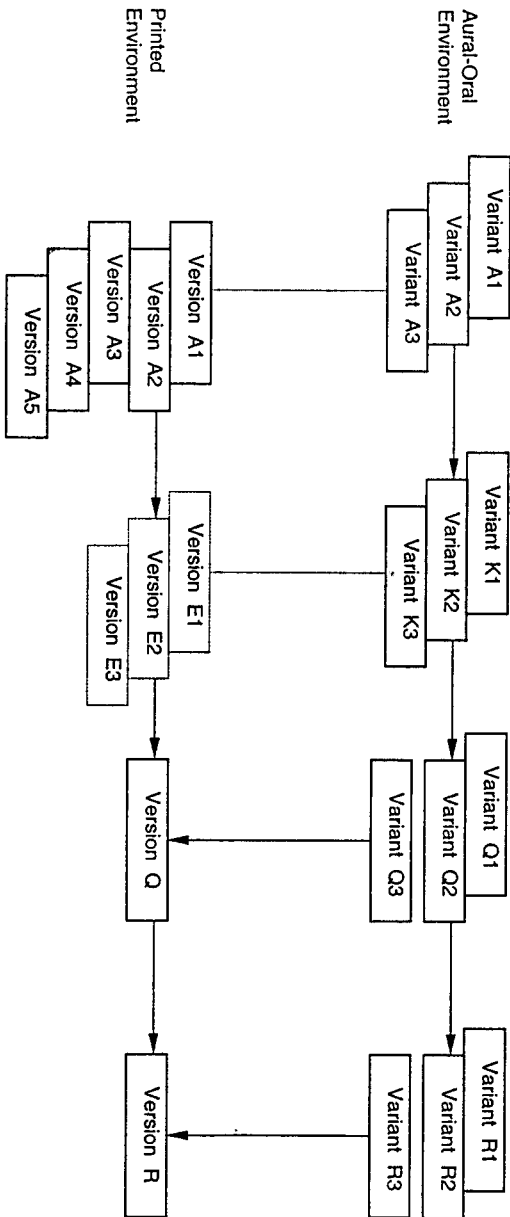 Aural-Oral
Environment
Variant A1
Variant A2
Variant A3
Variant K1
Variant K2
Variant K3
Variant Q1
Variant Q2
Variant Q3
Variant R1
Variant R2
Variant R3
Printed
Environment
Version A1
Version A2
Version A3
Version A4
Version A5
Version E1
Version E2
Version E3
Version Q
Version R